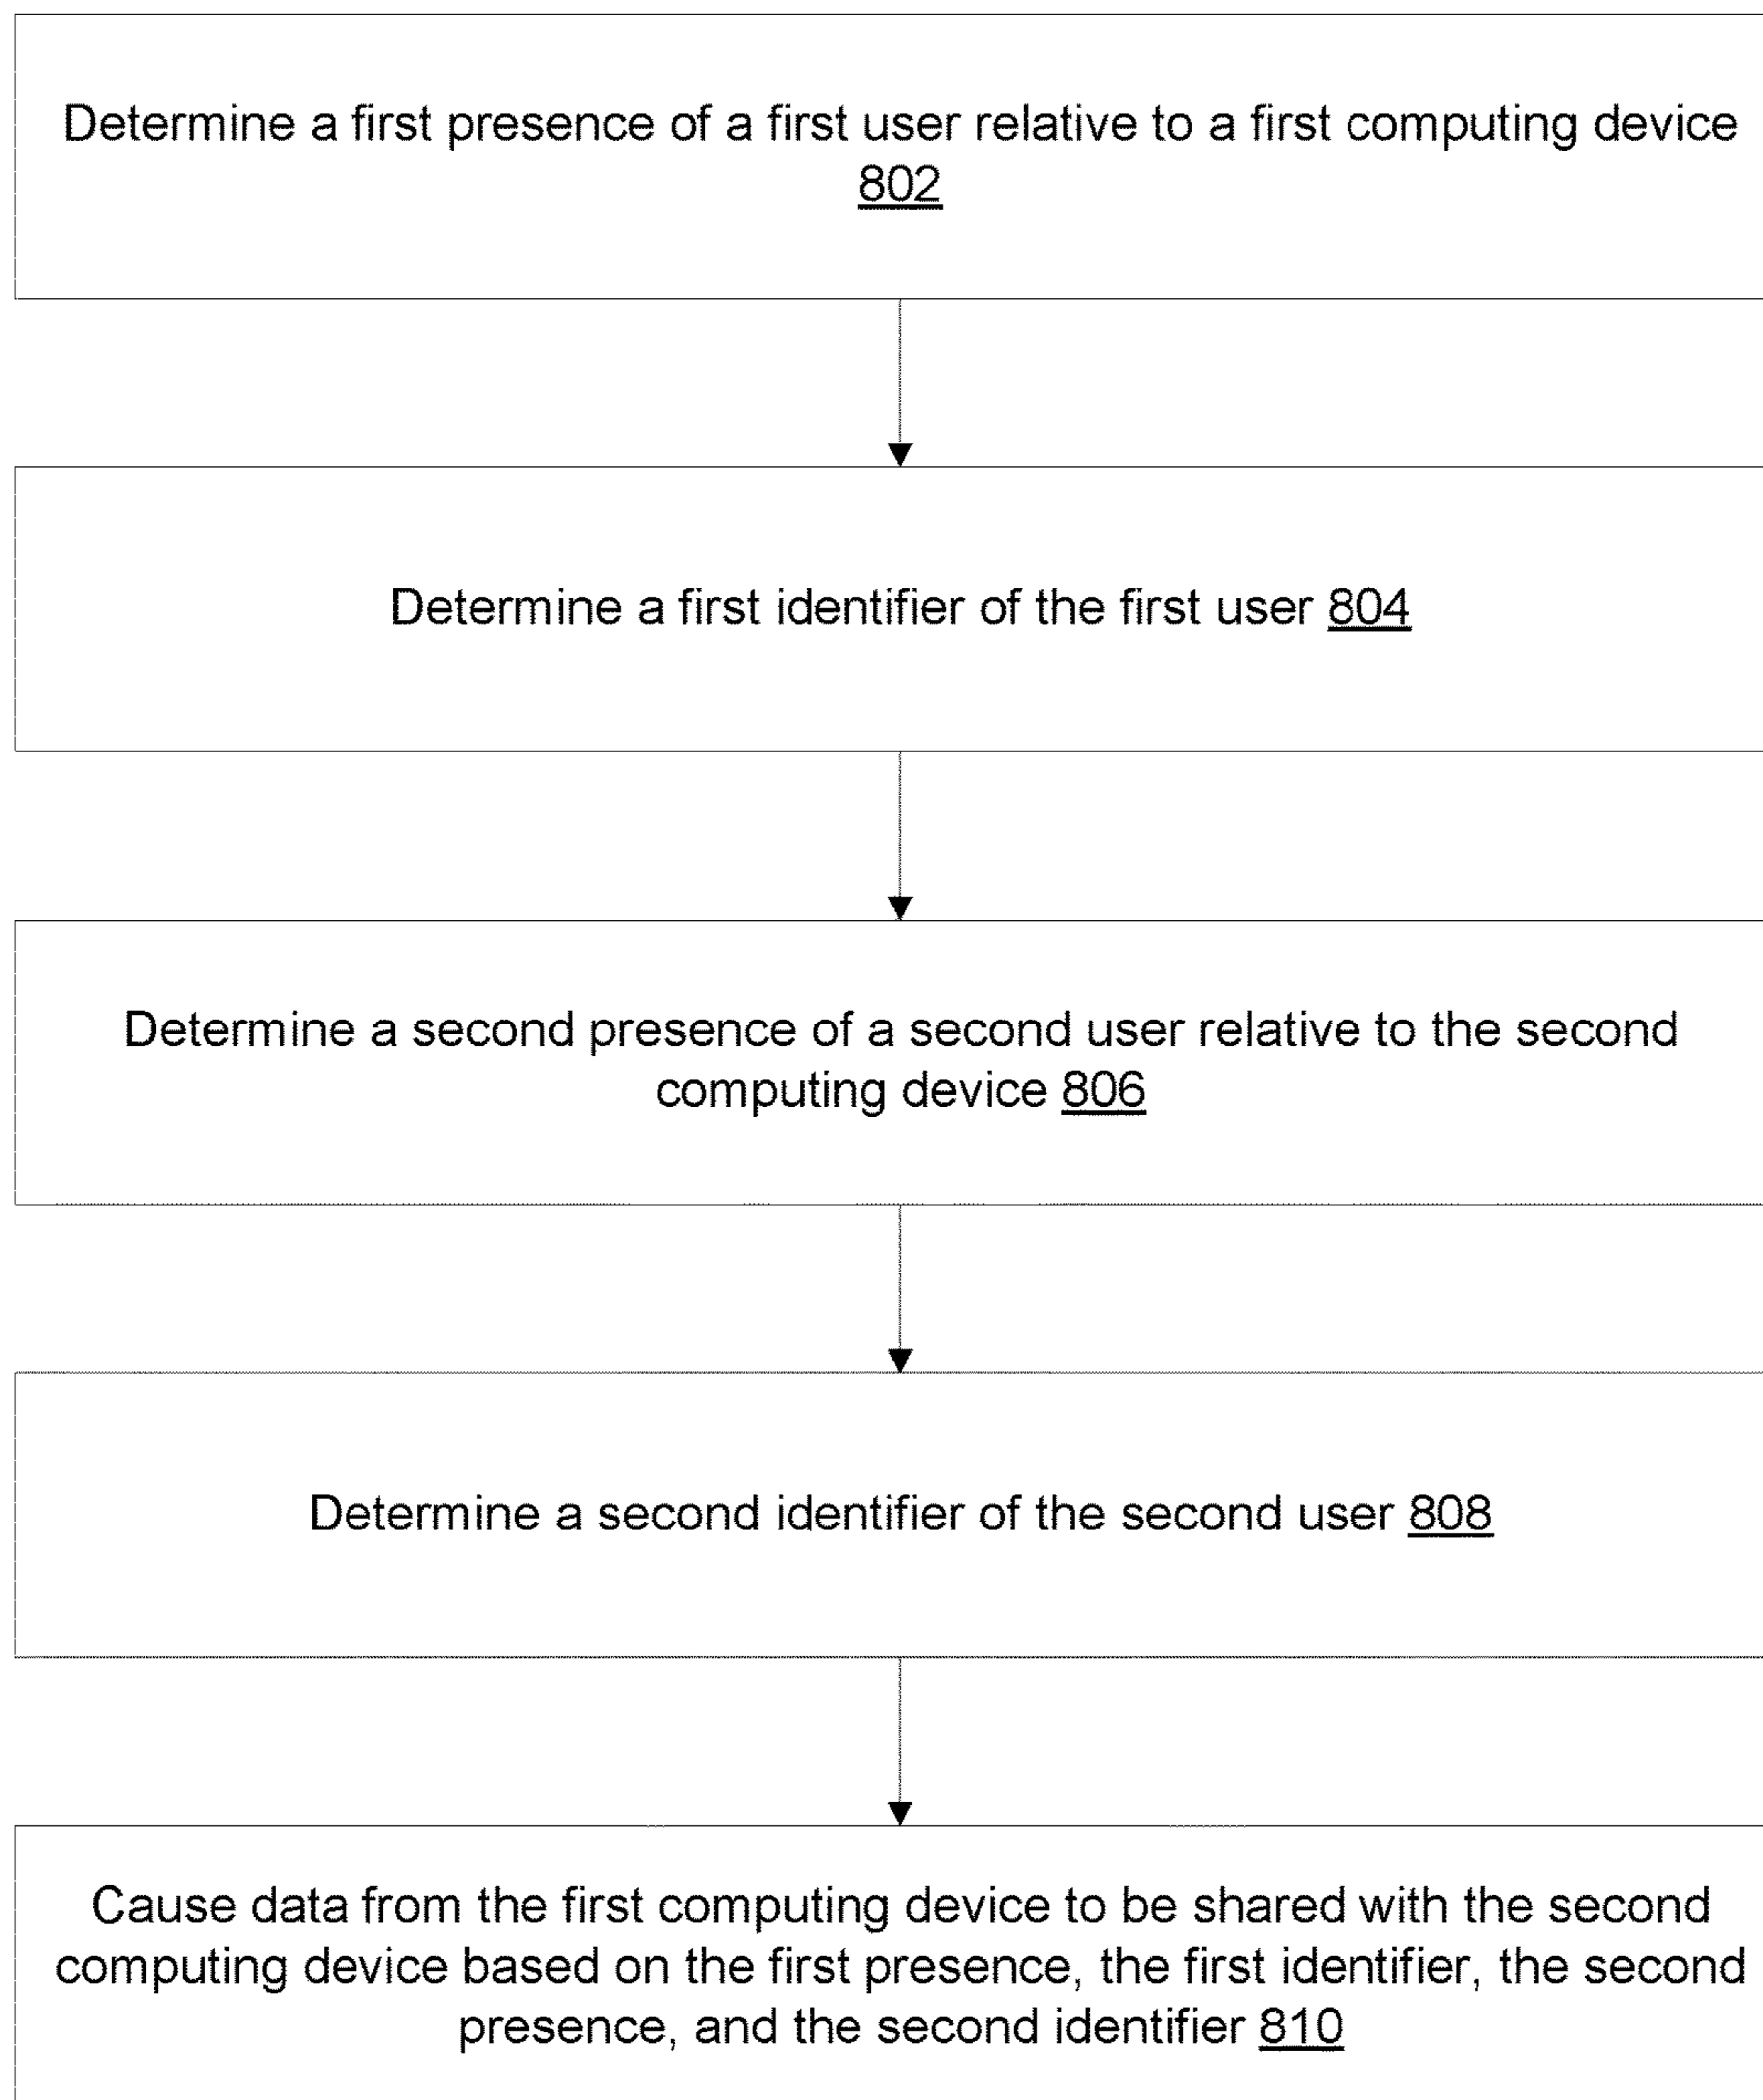 Determine a first presence of a first user relative to a first computing device
802
Determine a first identifier of the first user 804
Determine a second presence of a second user relative to the second
computing device 806
Determine a second identifier of the second user 808
Cause data from the first computing device to be shared with the second
computing device based on the first presence, the first identifier, the second
presence, and the second identifier 810